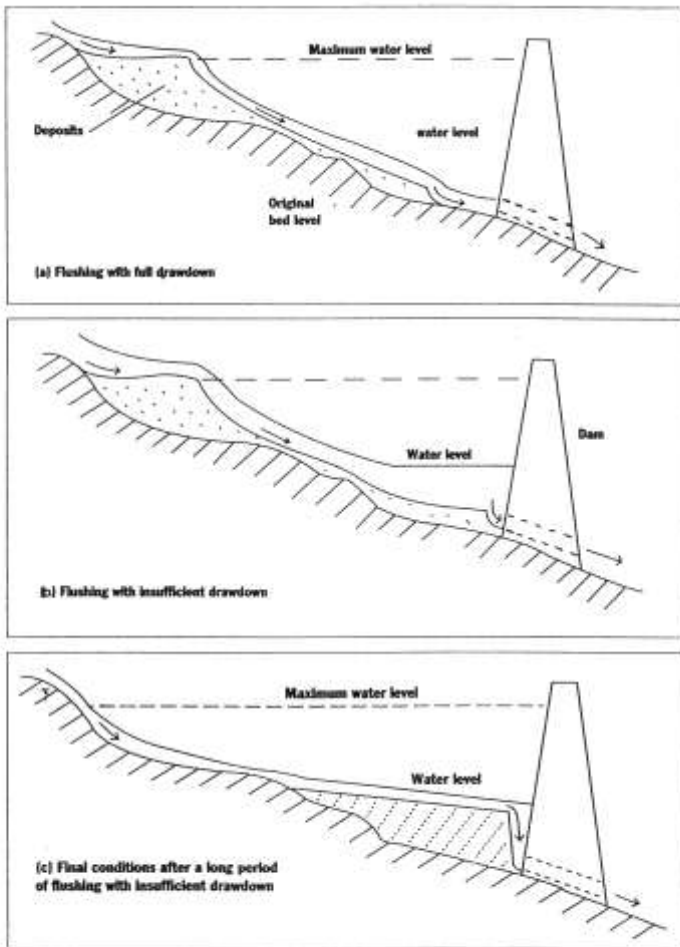 Maximum water level
Deposits
water level
Original
bed level
(a) Flushing with full drawdown
Water level
Dam
(b) Flushing with insufficient drawdown
Maximum water level
Water level
(c) Final conditions after a long period
of flushing with insufficient drawdown